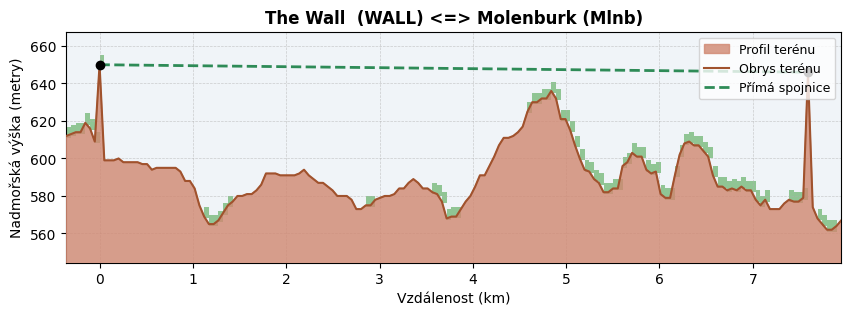 The Wall  (WALL) <=> Molenburk (Mlnb)
Nadmořská výška (metry)
660
640
620
600
580
560
Profil terénu
Obrys terénu
Přímá spojnice
0
1
2
3
4
5
6
7
Vzdálenost (km)